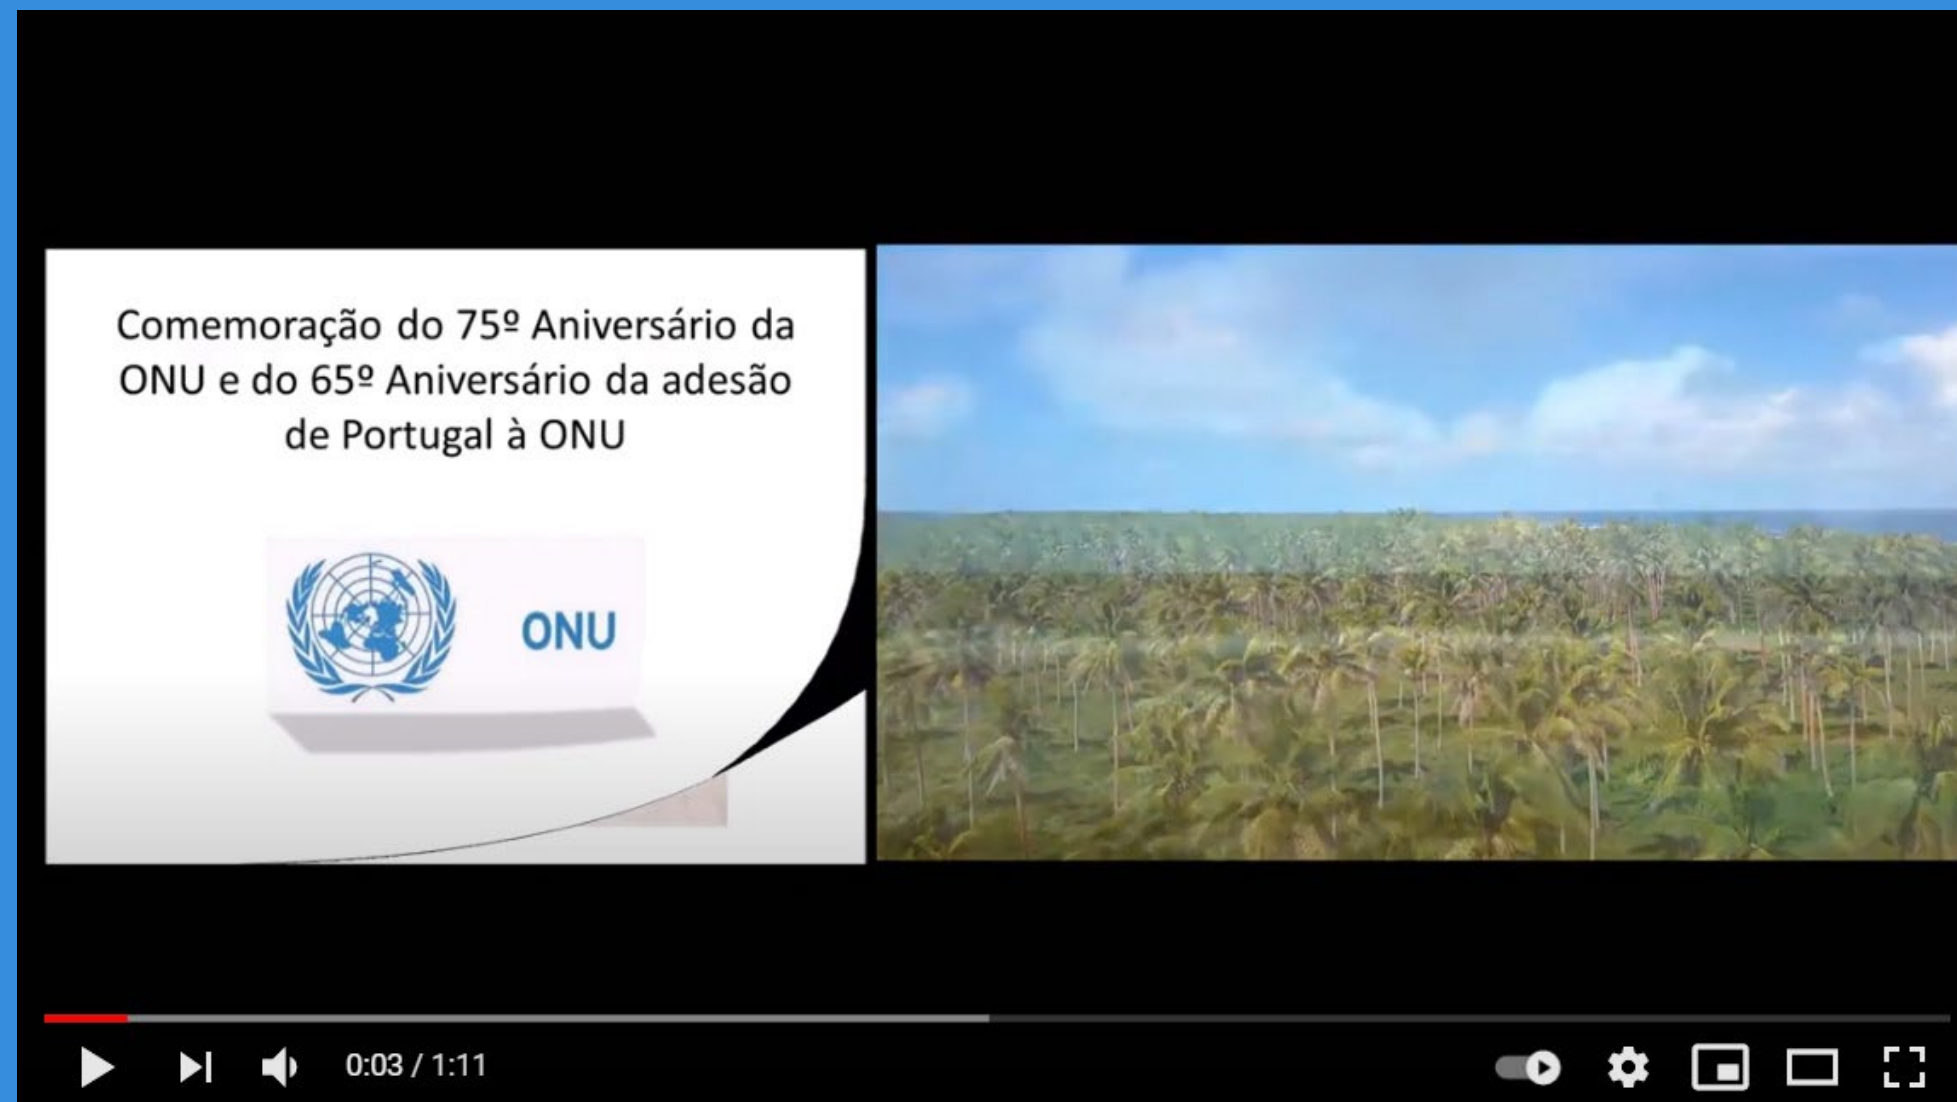 Comemoração do 75º Aniversário da
ONU e do 65º Aniversário da adesão
de Portugal à ONU
ONU
0:03 / 1:11